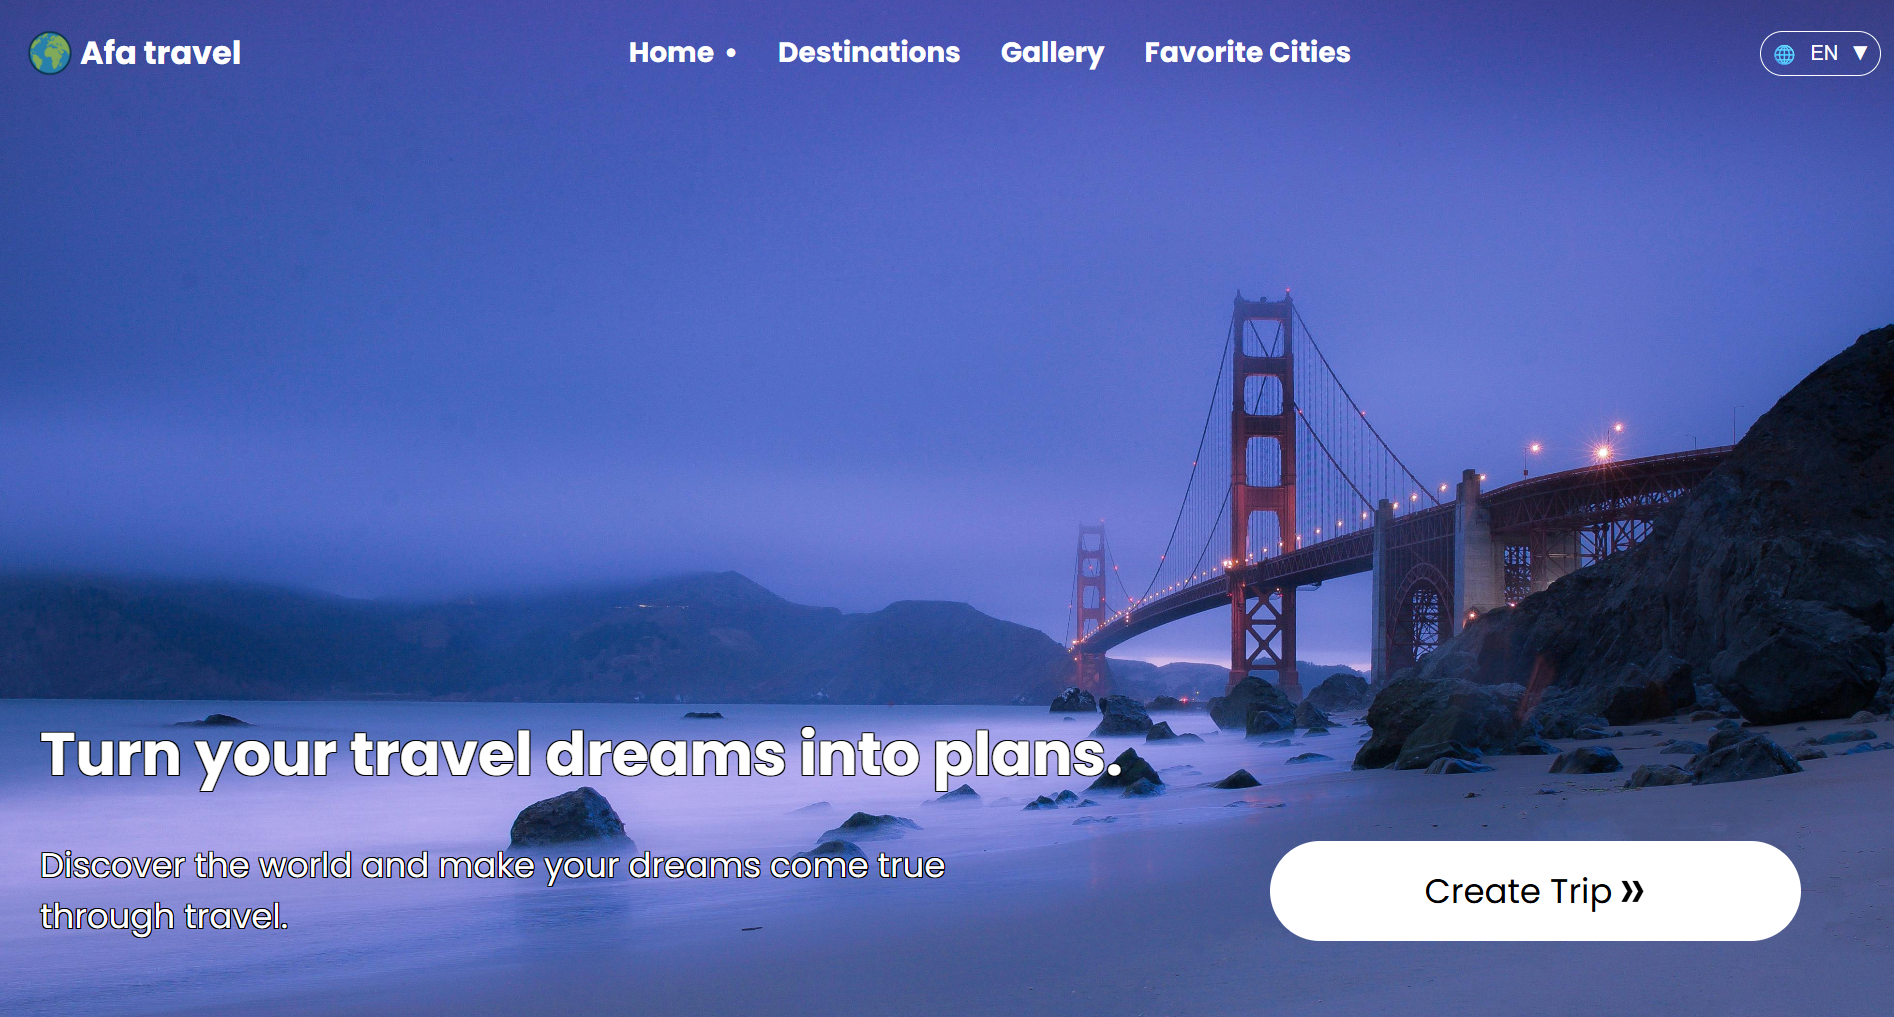 Afa travel
Home •
Destinations
Gallery
Favorite Cities
EN ▼
Turn your travel dreams into plans.
Discover the world and make your dreams come true
through travel.
Create Trip »